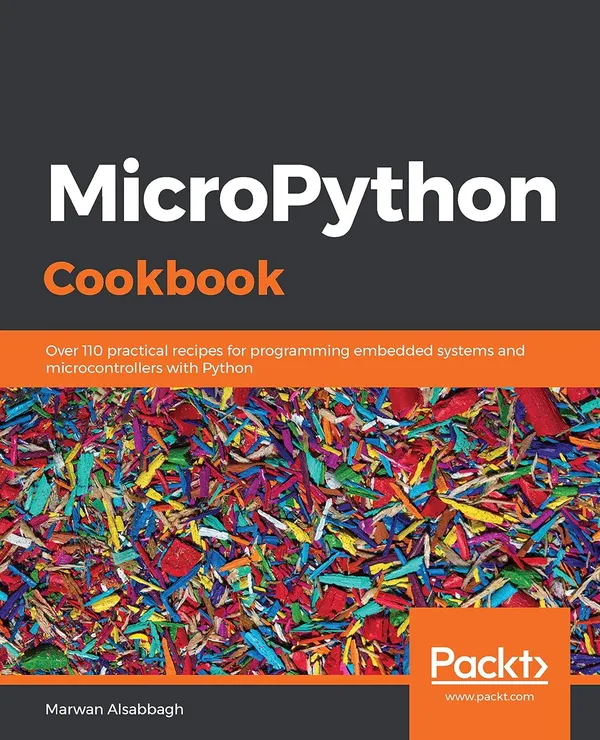 MicroPython
Cookbook
Over 110 practical recipes for programming embedded systems and
microcontrollers with Python
Packt>
www.packt.com
Marwan Alsabbagh